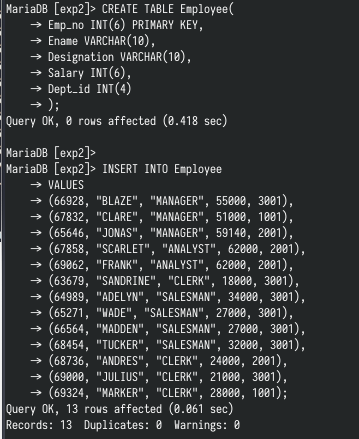 MariaDB [exp2]> CREATE TABLE Employee(
→ Emp_no INT(6) PRIMARY KEY,
→ Ename VARCHAR(10),
→ Designation VARCHAR(10),
→ Salary INT(6),
→ Dept_id INT(4)
→ );
Query OK, 0 rows affected (0.418 sec)
MariaDB [exp2]>
MariaDB [exp2]> INSERT INTO Employee
→ VALUES
→ (66928, "BLAZE", "MANAGER", 55000, 3001),
→ (67832, "CLARE", "MANAGER", 51000, 1001),
→ (65646, "JONAS", "MANAGER", 59140, 2001),
→ (67858, "SCARLET", "ANALYST", 62000, 2001),
→ (69062, "FRANK", "ANALYST", 62000, 2001),
→ (63679, "SANDRINE", "CLERK", 18000, 3001),
→ (64989, "ADELYN", "SALESMAN", 34000, 3001),
→ (65271, "WADE", "SALESMAN", 27000, 3001),
→ (66564, "MADDEN", "SALESMAN", 27000, 3001),
→ (68454, "TUCKER", "SALESMAN", 32000, 3001),
→ (68736, "ANDRES", "CLERK", 24000, 2001),
→ (69000, "JULIUS", "CLERK", 21000, 3001),
→ (69324, "MARKER", "CLERK", 28000, 1001);
Query OK, 13 rows affected (0.061 sec)
Records: 13  Duplicates: 0  Warnings: 0